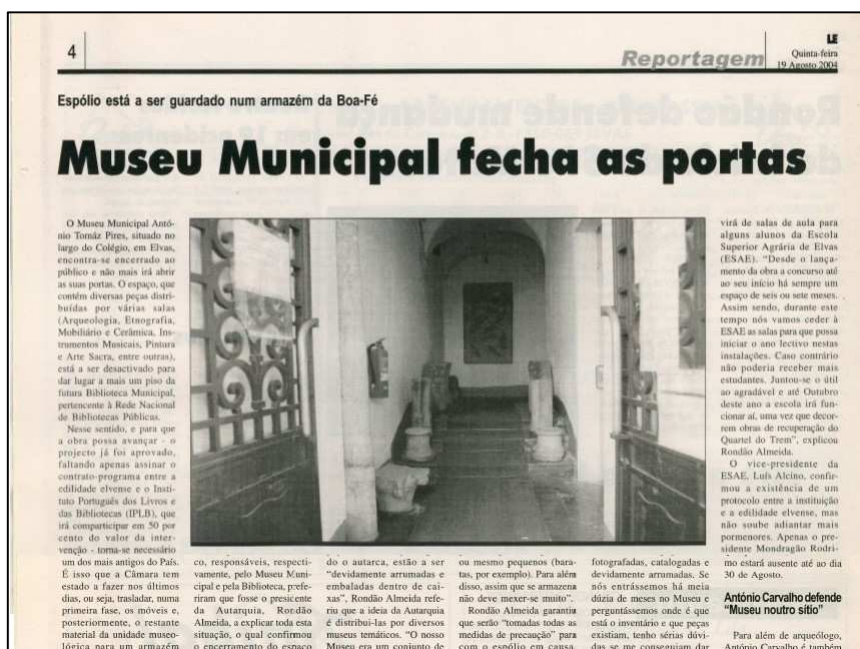 4
Reportagem
LE
Quinta-feira
19 Agosto 2004
Espólio está a ser guardado num armazém da Boa-Fé
Museu Municipal fecha as portas
O Museu Municipal Antó-
nio Tomáz Pires, situado no
largo do Colégio, em Elvas,
encontra-se encerrado ao
público e não mais irá abrir
as suas portas. O espaço, que
contém diversas peças distri-
buídas por várias salas
(Arqueologia, Etnografia,
Mobiliário e Cerâmica, Ins-
trumentos Musicais, Pintura
e Arte Sacra, entre outras),
está a ser desactivado para
dar lugar a mais um piso da
futura Biblioteca Municipal,
pertencente à Rede Nacional
de Bibliotecas Públicas.
Nesse sentido, e para que
a obra possa avançar - o
projecto já foi aprovado,
faltando apenas assinar o
contrato-programa entre a
edilidade elvense e o Insti-
tuto Português dos Livros e
das Bibliotecas (IPLB), que
irá comparticipar em 50 por
cento do valor da inter-
venção - torna-se necessário
um dos mais antigos do País.
É isso que a Câmara tem
estado a fazer nos últimos
dias, ou seja, trasladar, numa
primeira fase, os móveis e,
posteriormente, o restante
material da unidade museo-
lógica para um armazém
co, responsáveis, respecti-
vamente, pelo Museu Muni-
cipal e pela Biblioteca, prefe-
riram que fosse o presidente
da Autarquia, Rondão
Almeida, a explicar toda esta
situação, o qual confirmou
o encerramento do espaço
do o autarca, estão a ser
"devidamente arrumadas e
embaladas dentro de cai-
xas", Rondão Almeida refe-
riu que a ideia da Autarquia
é distribuí-las por diversos
museus temáticos. "O nosso
Museu era um conjunto de
ou mesmo pequenos (bara-
tas, por exemplo). Para além
disso, assim que se armazena
não deve mexer-se muito".
Rondão Almeida garantiu
que serão "tomadas todas as
medidas de precaução" para
com o espólio em causa.
fotografadas, catalogadas e
devidamente arrumadas. Se
nós entrássemos há meia
dúzia de meses no Museu e
perguntássemos onde é que
está o inventário e que peças
existiam, tenho sérias dúvi-
das se me conseguiam dar
virá de salas de aula para
alguns alunos da Escola
Superior Agrária de Elvas
(ESAE). "Desde o lança-
mento da obra a concurso até
ao seu início há sempre um
espaço de seis ou sete meses.
Assim sendo, durante este
tempo nós vamos ceder à
ESAE as salas para que possa
iniciar o ano lectivo nestas
instalações. Caso contrário
não poderia receber mais
estudantes. Juntou-se o útil
ao agradável e até Outubro
deste ano a escola irá fun-
cionar aí, uma vez que decor-
rem obras de recuperação do
Quartel do Trem", explicou
Rondão Almeida.
O vice-presidente da
ESAE, Luís Alcino, confir-
mou a existência de um
protocolo entre a instituição
e a edilidade elvense, mas
não soube adiantar mais
pormenores. Apenas o pre-
sidente Mondragão Rodri-
mo estará ausente até ao dia
30 de Agosto.
António Carvalho defende
"Museu noutro sítio"
Para além de arqueólogo,
António Carvalho é também